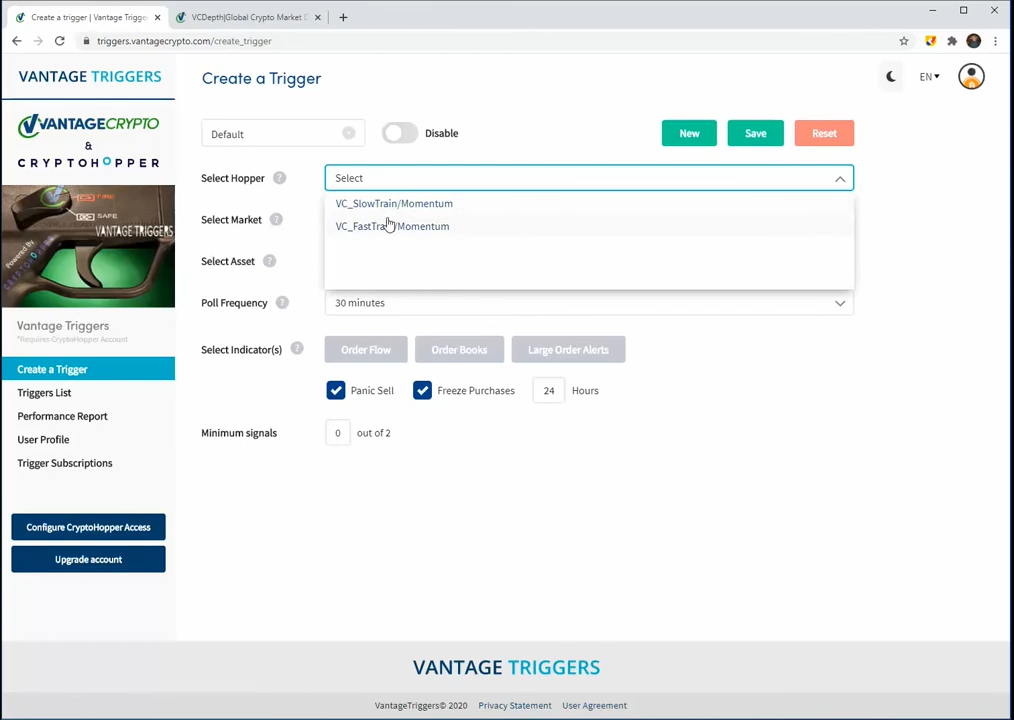 Create a trigger | Vantage Trigge
VCDepth|Global Crypto Market D
triggers.vantagecrypto.com/create_trigger
VANTAGE TRIGGERS
Create a Trigger
EN
VANTAGECRYPTO
&
CRYPTOHOPPER
FIRE
SAFE
VANTAGE TRIGGERS
Powered By
CRYPTOHOPPER
Default
Disable
New
Save
Reset
Select Hopper ?
Select
VC_SlowTrain/Momentum
VC_FastTrain/Momentum
Select Market ?
Select Asset ?
Poll Frequency ?
30 minutes
Select Indicator(s) ?
Order Flow
Order Books
Large Order Alerts
Panic Sell
Freeze Purchases
24
Hours
Minimum signals
0
out of 2
Vantage Triggers
*Requires CryptoHopper Account
Create a Trigger
Triggers List
Performance Report
User Profile
Trigger Subscriptions
Configure CryptoHopper Access
Upgrade account
VANTAGE TRIGGERS
VantageTriggers© 2020 Privacy Statement User Agreement